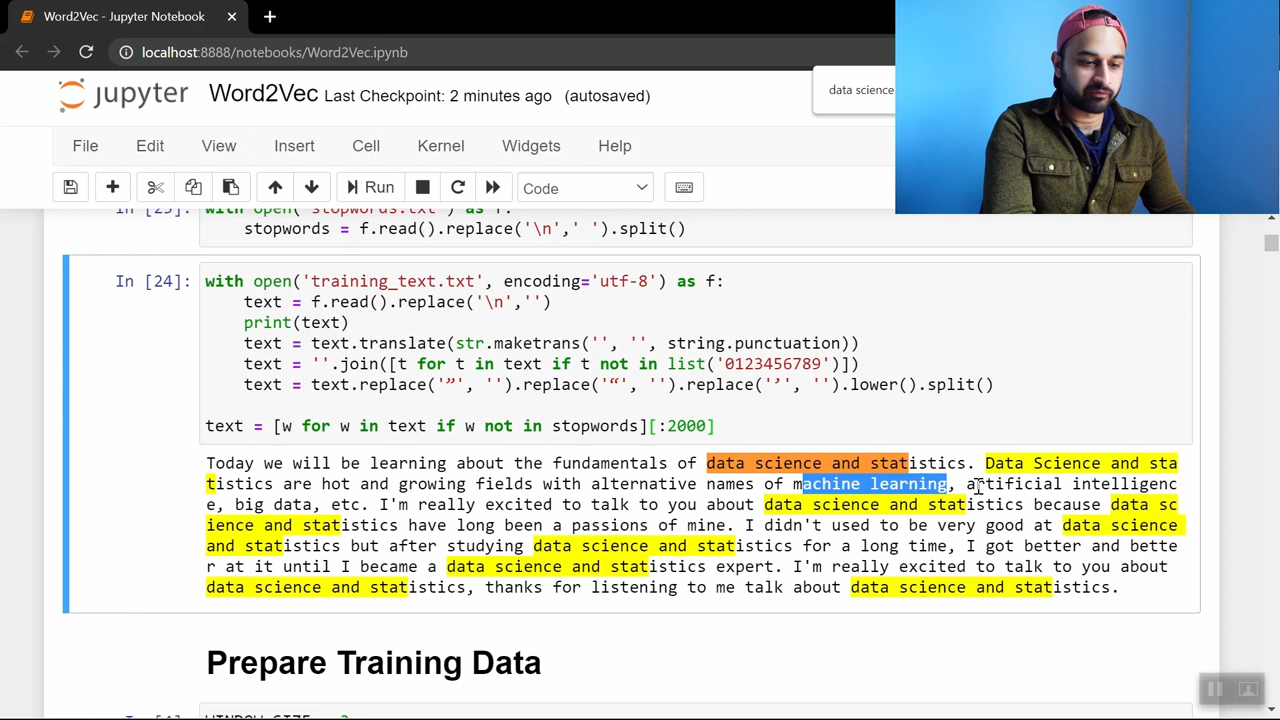 Word2Vec - Jupyter Notebook
localhost:8888/notebooks/Word2Vec.ipynb
jupyter Word2Vec Last Checkpoint: 2 minutes ago (autosaved)
data science
File Edit View Insert Cell Kernel Widgets Help
Run Code
In [23]: with open('stopwords.txt') as f:
stopwords = f.read().replace('\n',' ').split()
In [24]: with open('training_text.txt', encoding='utf-8') as f:
text = f.read().replace('\n','')
print(text)
text = text.translate(str.maketrans('', '', string.punctuation))
text = ''.join([t for t in text if t not in list('0123456789')])
text = text.replace('”', '').replace('“', '').replace('’', '').lower().split()
text = [w for w in text if w not in stopwords][:2000]
Today we will be learning about the fundamentals of data science and statistics. Data Science and sta
tistics are hot and growing fields with alternative names of machine learning, artificial intelligenc
e, big data, etc. I'm really excited to talk to you about data science and statistics because data sc
ience and statistics have long been a passions of mine. I didn't used to be very good at data science
and statistics but after studying data science and statistics for a long time, I got better and bette
r at it until I became a data science and statistics expert. I'm really excited to talk to you about
data science and statistics, thanks for listening to me talk about data science and statistics.
Prepare Training Data